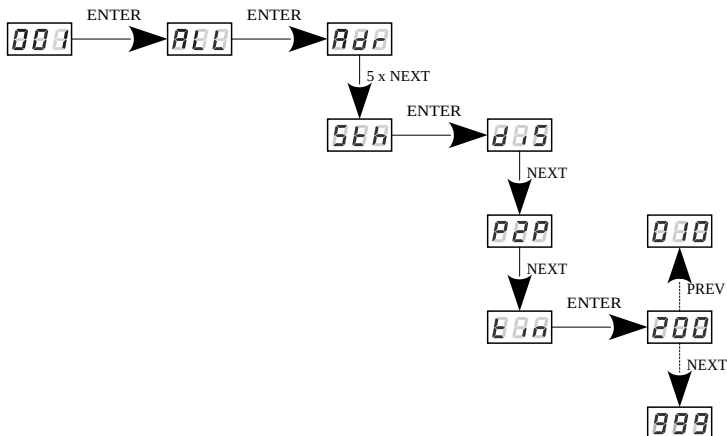 ENTER
ENTER
001
ALL
Adr
5 x NEXT
ENTER
Sth
diS
NEXT
P2P
010
NEXT
PREV
ENTER
tin
200
NEXT
999